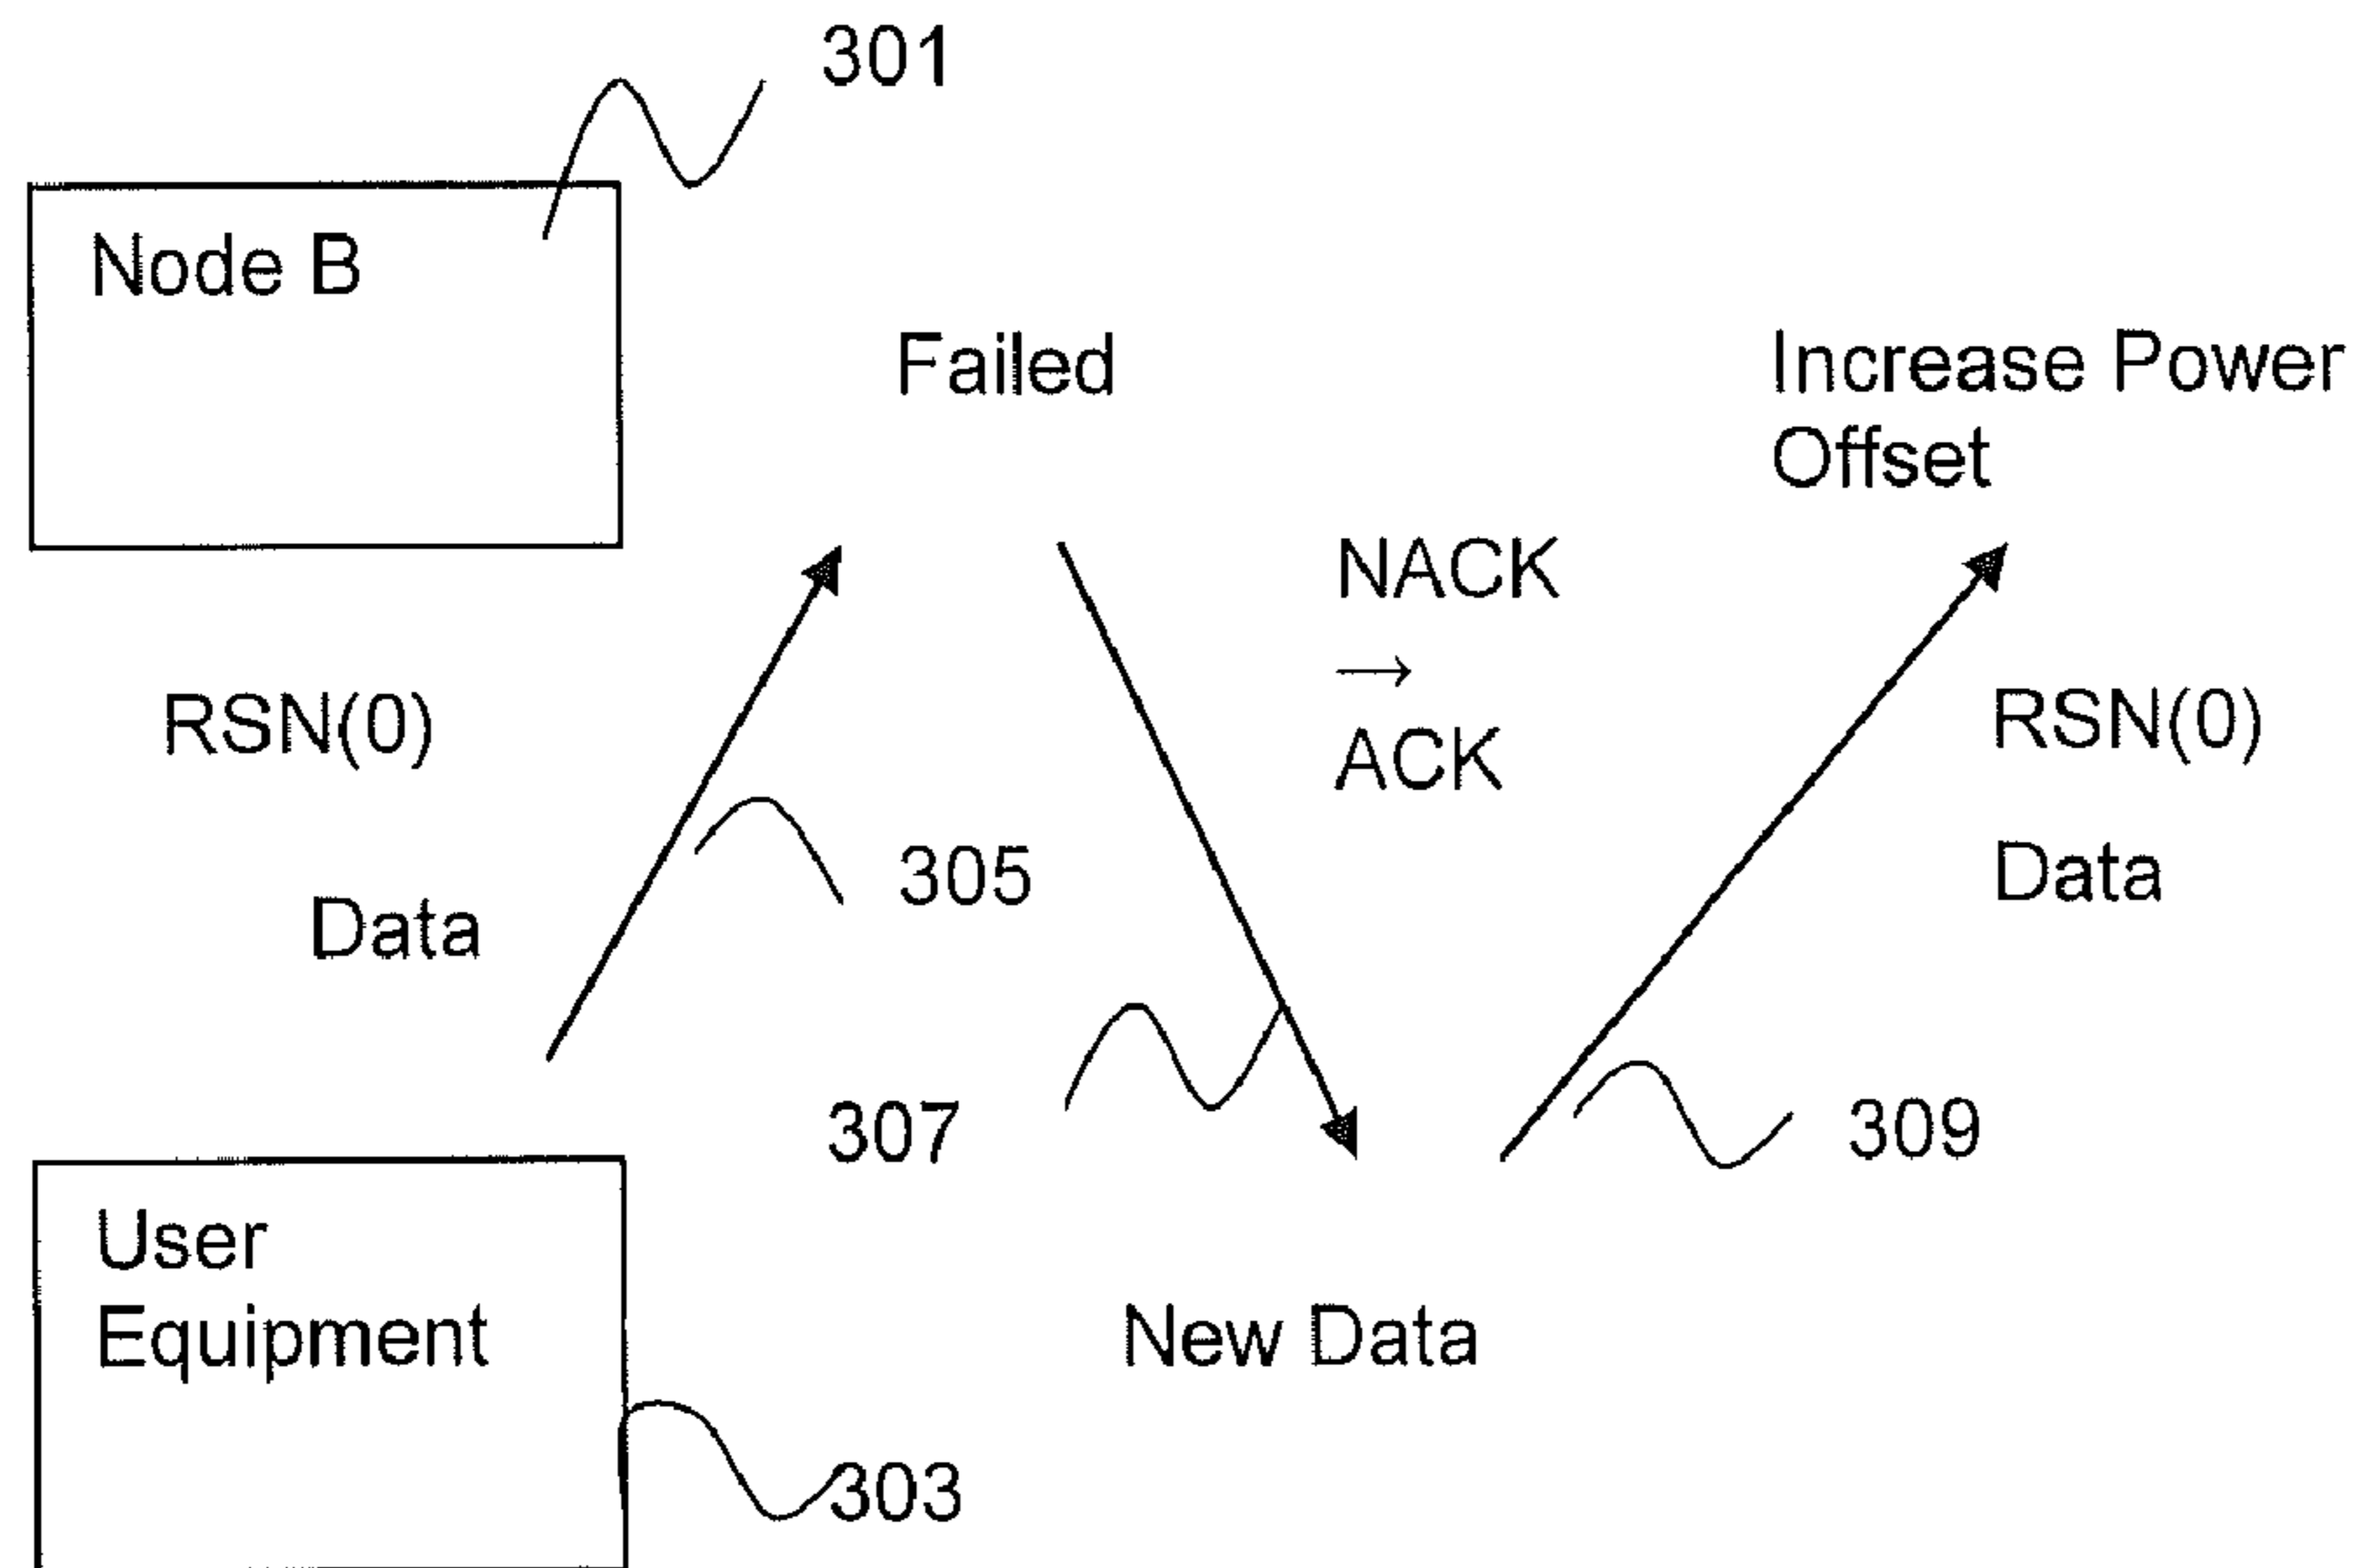 301
Node B
Failed
Increase Power
Offset
NACK
→
ACK
RSN(0)
Data
RSN(0)
Data
305
307
309
User
Equipment
New Data
303